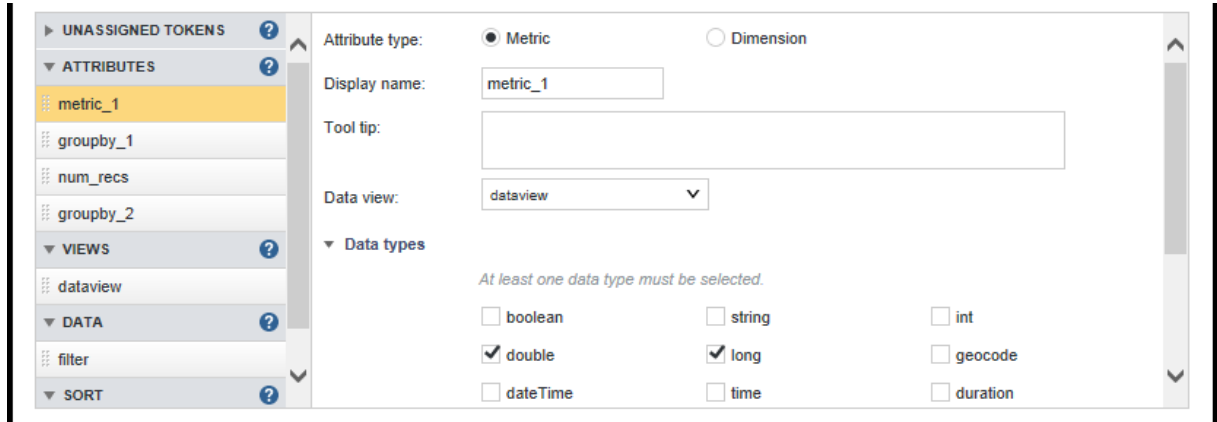 UNASSIGNED TOKENS ?
ATTRIBUTES ?
metric_1
groupby_1
num_recs
groupby_2
VIEWS ?
dataview
DATA ?
filter
SORT ?
Attribute type: Metric Dimension
Display name: metric_1
Tool tip:
Data view: dataview
Data types
At least one data type must be selected.
boolean string int
double long geocode
dateTime time duration